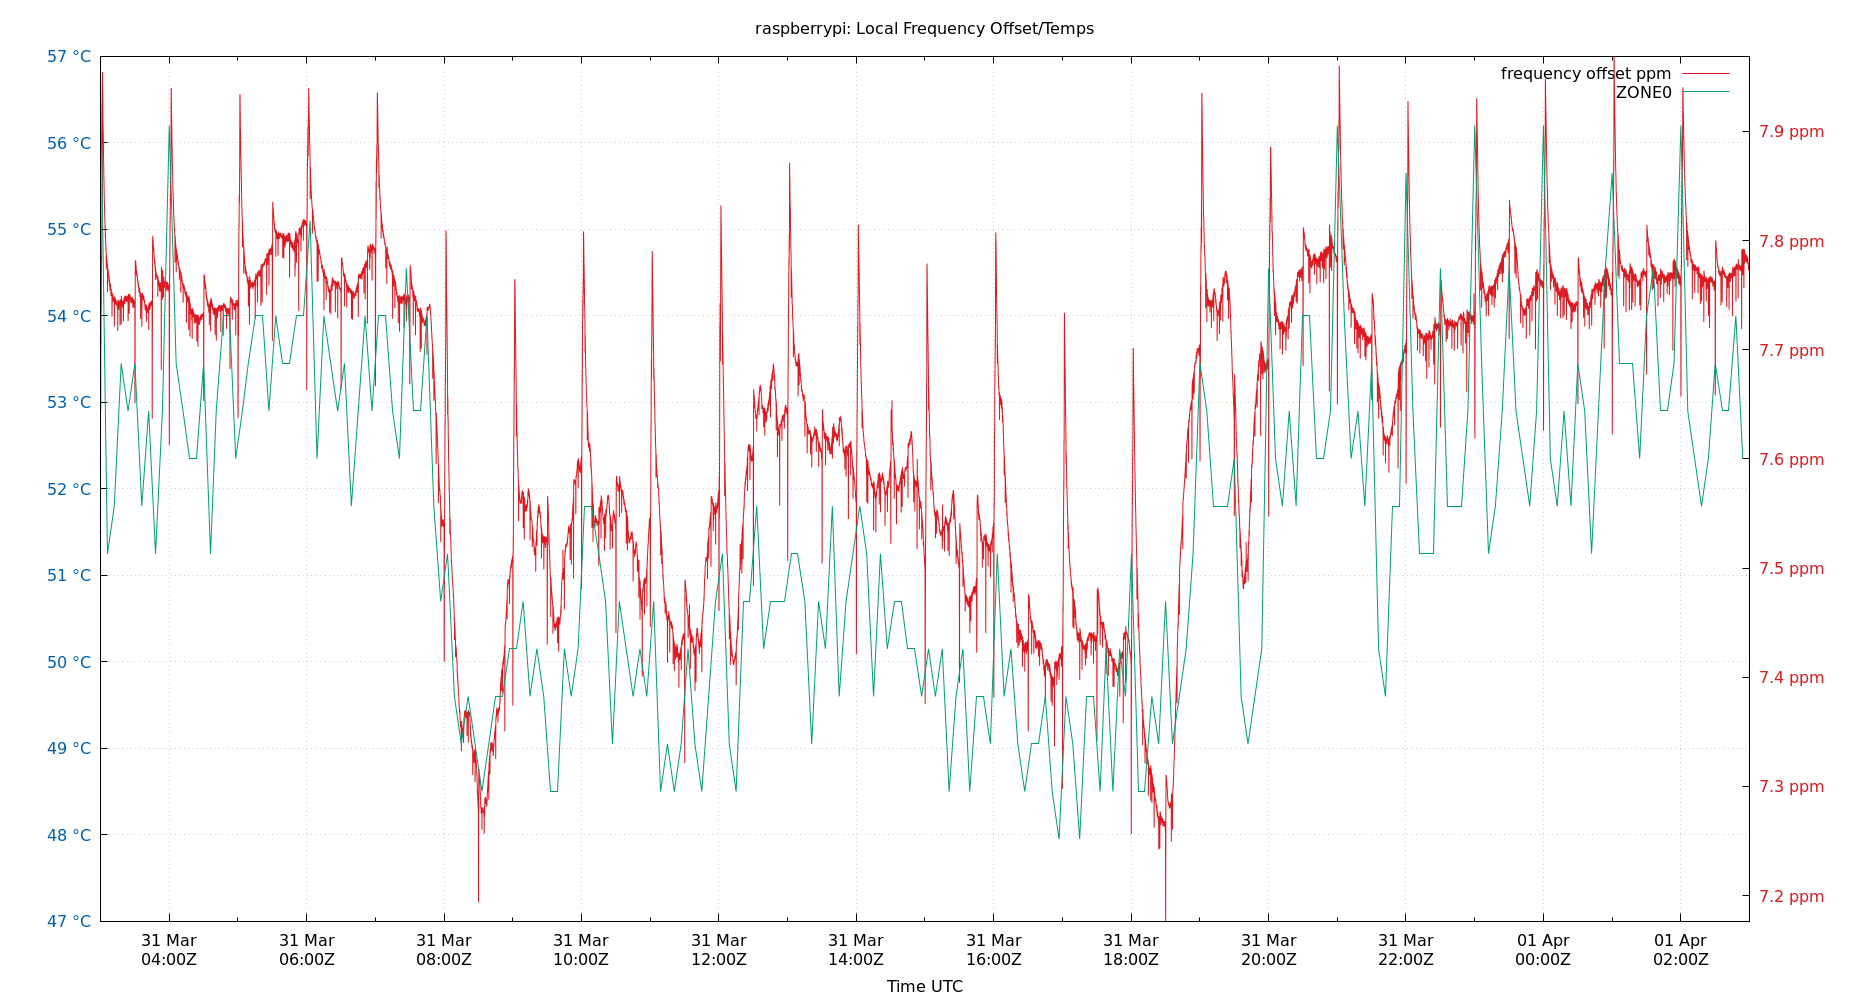 raspberrypi: Local Frequency Offset/Temps
frequency offset ppm
ZONE0
57 °C
56 °C
55 °C
54 °C
53 °C
52 °C
51 °C
50 °C
49 °C
48 °C
47 °C
7.9 ppm
7.8 ppm
7.7 ppm
7.6 ppm
7.5 ppm
7.4 ppm
7.3 ppm
7.2 ppm
31 Mar
04:00Z
31 Mar
06:00Z
31 Mar
08:00Z
31 Mar
10:00Z
31 Mar
12:00Z
31 Mar
14:00Z
31 Mar
16:00Z
31 Mar
18:00Z
31 Mar
20:00Z
31 Mar
22:00Z
01 Apr
00:00Z
01 Apr
02:00Z
Time UTC